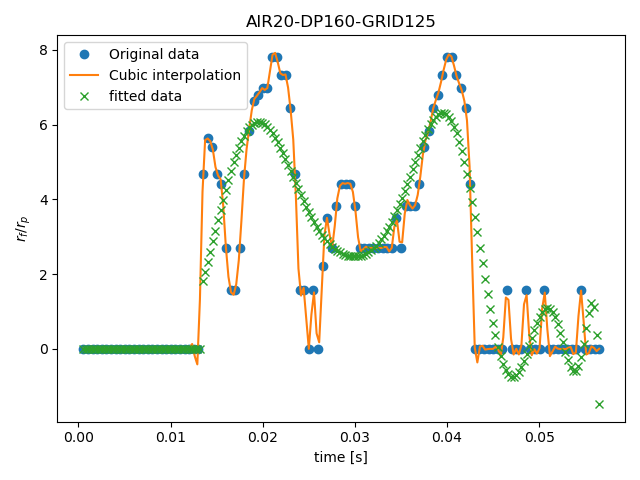 AIR20-DP160-GRID125
Original data
Cubic interpolation
fitted data
8
6
4
2
0
r_f/r_p
0.00 0.01 0.02 0.03 0.04 0.05
time [s]